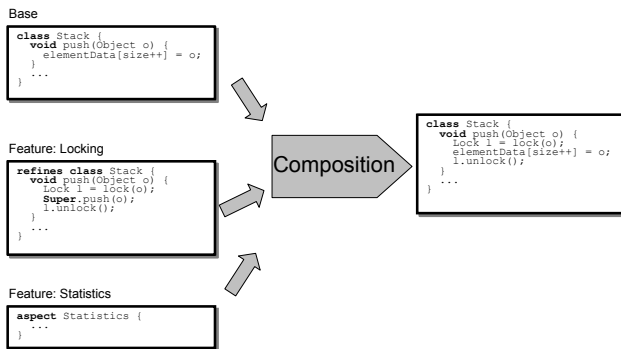 Base
class Stack {
void push(Object o) {
elementData[size++] = o;
}
...
}
Feature: Locking
refines class Stack {
void push(Object o) {
Lock l = lock(o);
Super.push(o);
l.unlock();
}
...
}
Feature: Statistics
aspect Statistics {
...
}
Composition
class Stack {
void push(Object o) {
Lock l = lock(o);
elementData[size++] = o;
l.unlock();
}
...
}